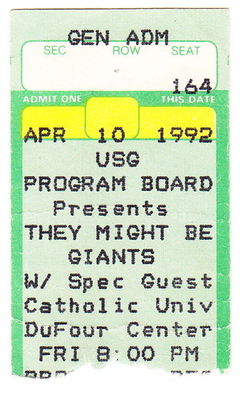 GEN ADM
SEC ROW SEAT
164
ADMIT ONE THIS DATE
APR 10 1992
USG
PROGRAM BOARD
Presents
THEY MIGHT BE
GIANTS
W/ Spec Guest
Catholic Univ
DuFour Center
FRI 8:00 PM